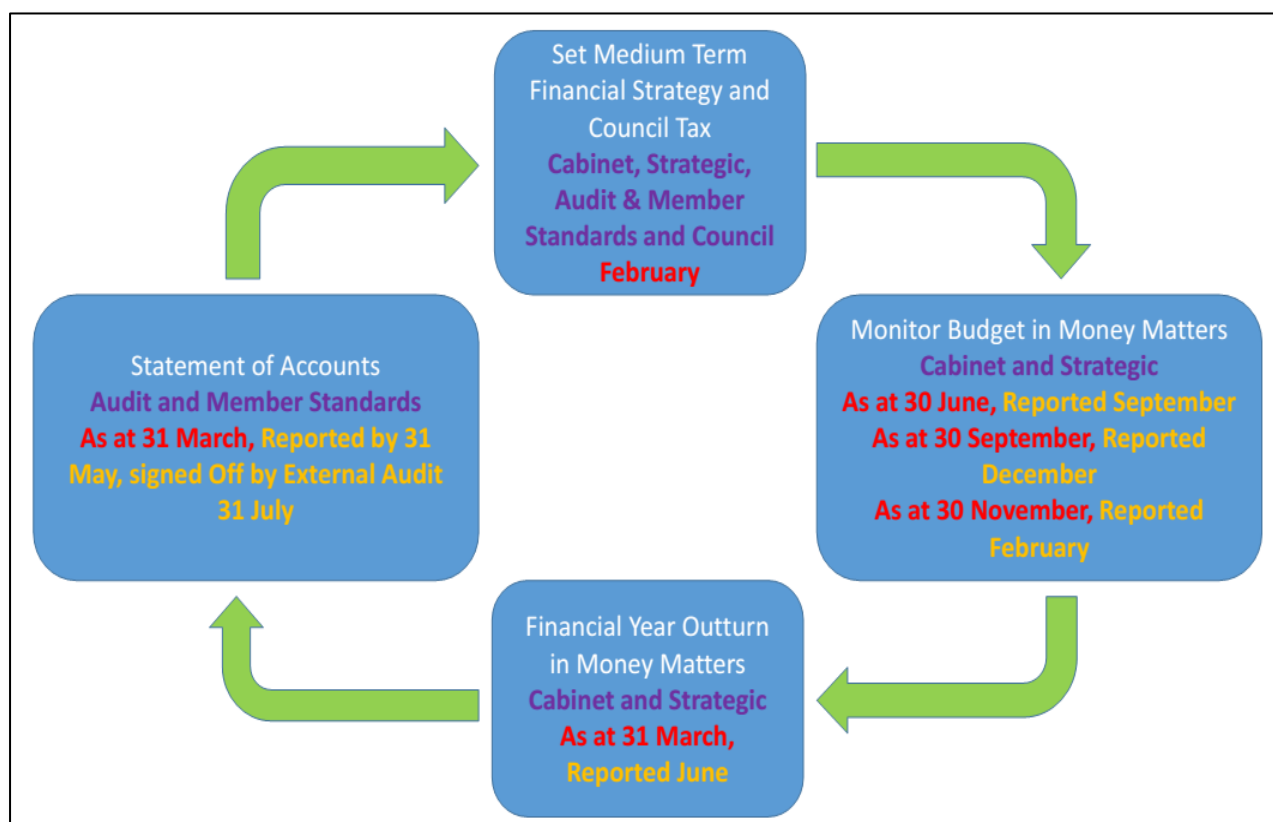 Set Medium Term
Financial Strategy and
Council Tax
Cabinet, Strategic,
Audit & Member
Standards and Council
February
Monitor Budget in Money Matters
Cabinet and Strategic
As at 30 June, Reported September
As at 30 September, Reported
December
As at 30 November, Reported
February
Financial Year Outturn
in Money Matters
Cabinet and Strategic
As at 31 March,
Reported June
Statement of Accounts
Audit and Member Standards
As at 31 March, Reported by 31
May, signed Off by External Audit
31 July